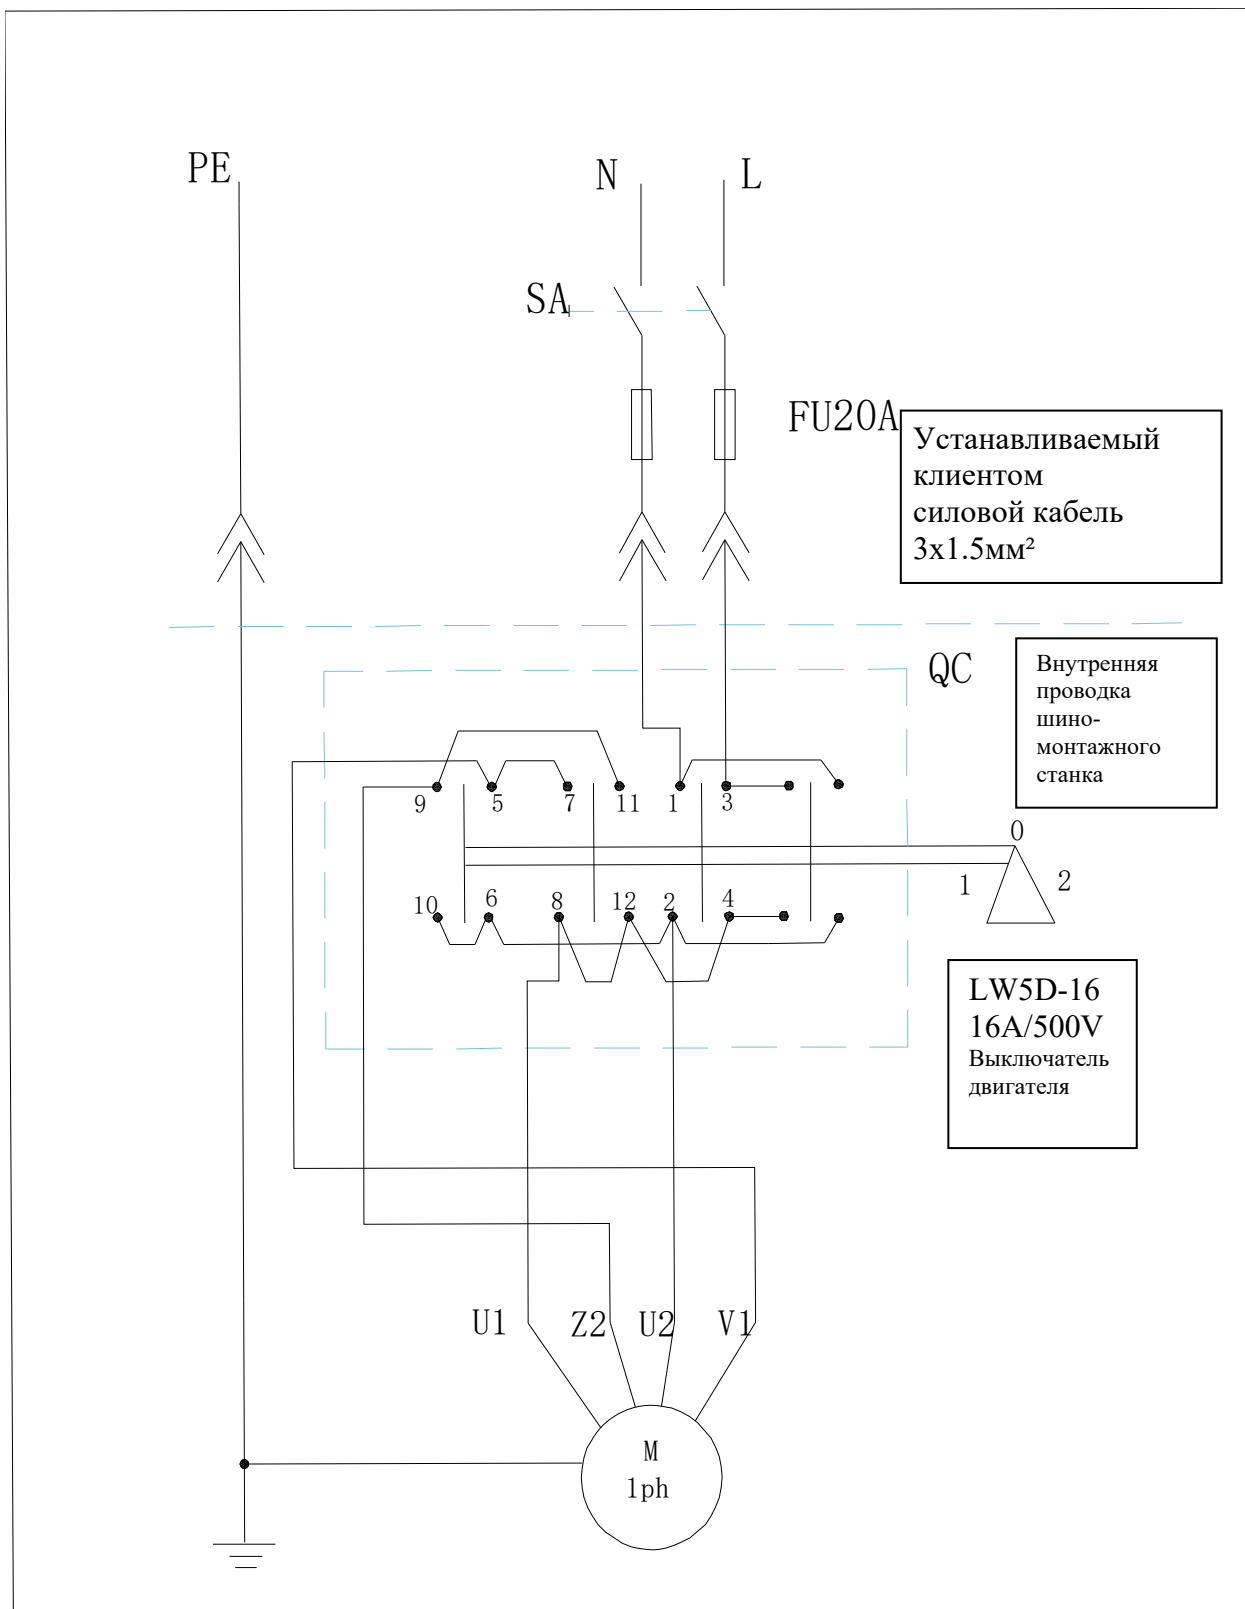 PE
N
L
SA
FU20A
Устанавливаемый
клиентом
силовой кабель
3x1.5мм²
QC
Внутренняя
проводка
шино-
монтажного
станка
9
5
7
11
1
3
0
1
2
10
6
8
12
2
4
LW5D-16
16A/500V
Выключатель
двигателя
U1
Z2
U2
V1
M
1ph